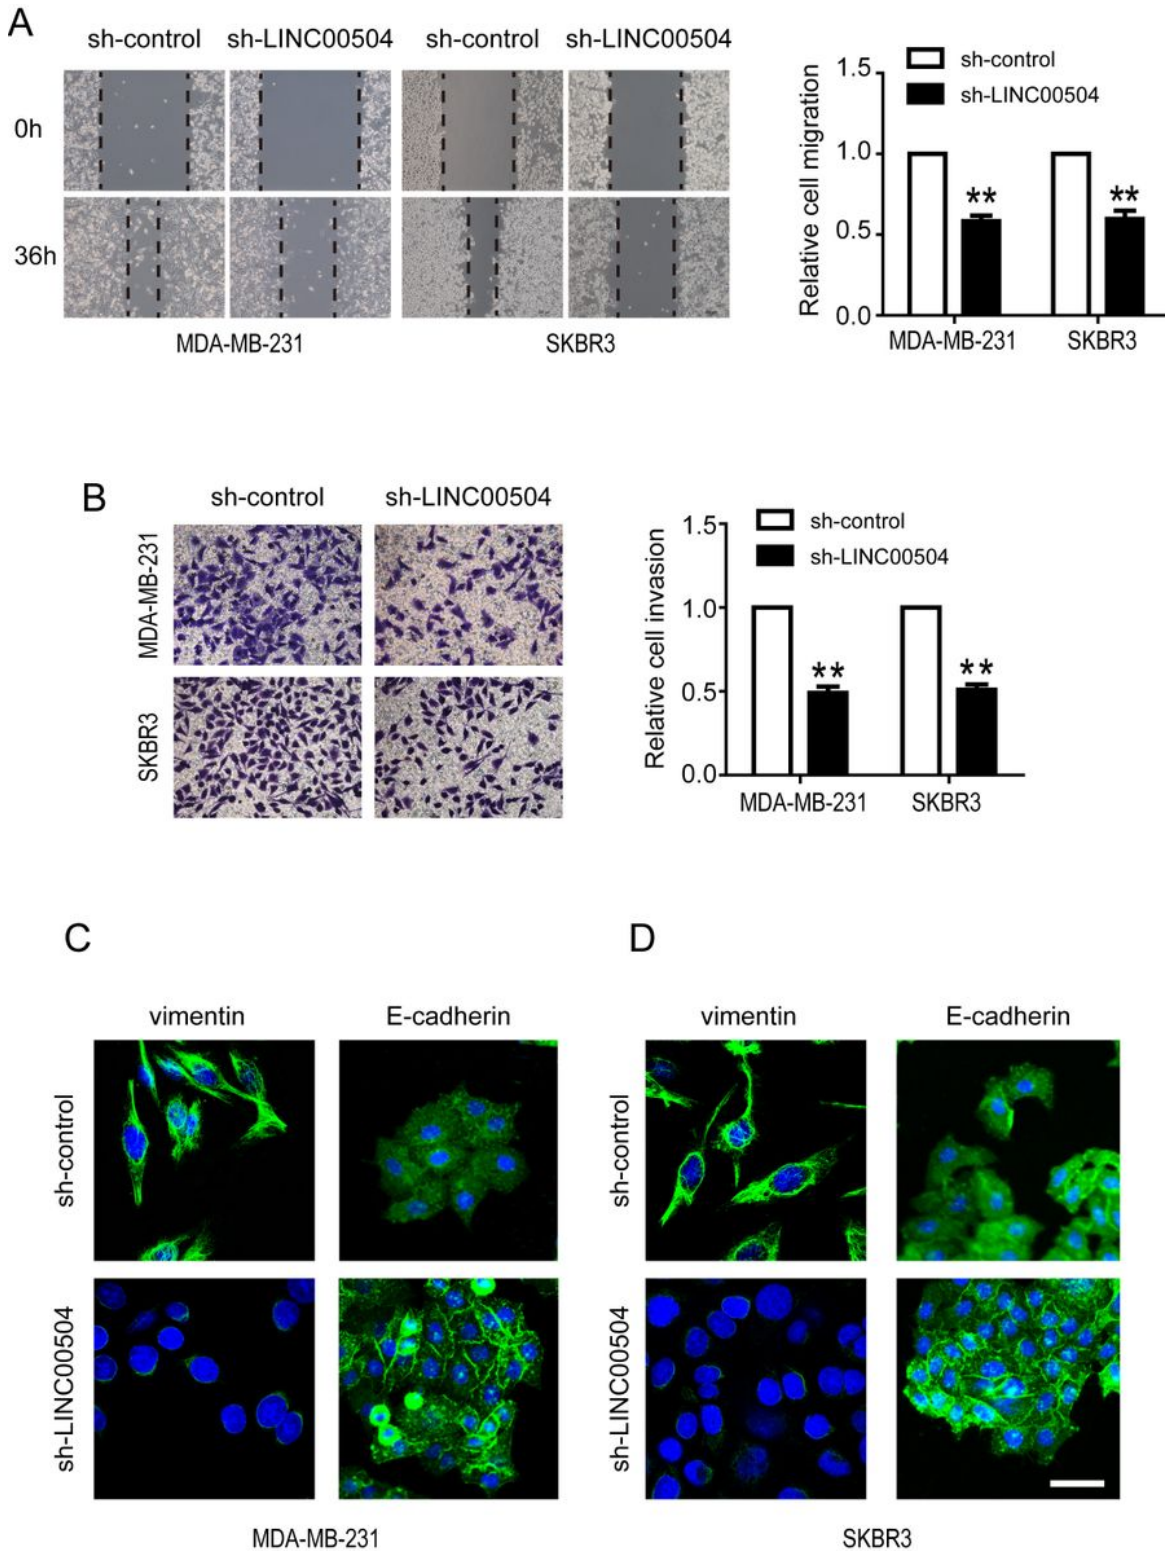 A
sh-control sh-LINC00504 sh-control sh-LINC00504
0h
36h
MDA-MB-231 SKBR3
sh-control
sh-LINC00504
Relative cell migration
1.5
1.0
0.5
0.0
** **
MDA-MB-231 SKBR3
B
sh-control sh-LINC00504
MDA-MB-231
SKBR3
sh-control
sh-LINC00504
Relative cell invasion
1.5
1.0
0.5
0.0
** **
MDA-MB-231 SKBR3
C
vimentin E-cadherin
sh-control
sh-LINC00504
MDA-MB-231
D
vimentin E-cadherin
sh-control
sh-LINC00504
SKBR3